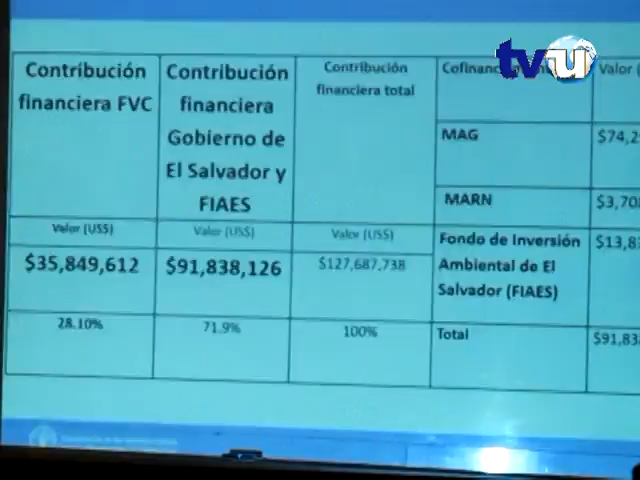 tvu
Contribución
financiera FVC
Contribución
financiera
Gobierno de
El Salvador y
FIAES
Contribución
financiera total
Valor (
MAG
$74,2
MARN
$3,70
Valor (US$)
Valor (US$)
Valor (US$)
$35,849,612
$91,838,126
$127,687,738
Fondo de Inversión
Ambiental de El
Salvador (FIAES)
$13,8
28.10%
71.9%
100%
Total
$91,83